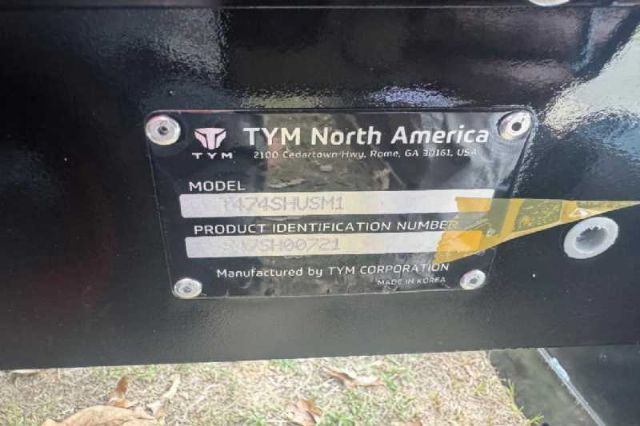 TYM
TYM North America
2100 Cedartown Hwy, Rome, GA 30161, USA
MODEL
T474SHUSM1
PRODUCT IDENTIFICATION NUMBER
Manufactured by TYM CORPORATION
MADE IN KOREA